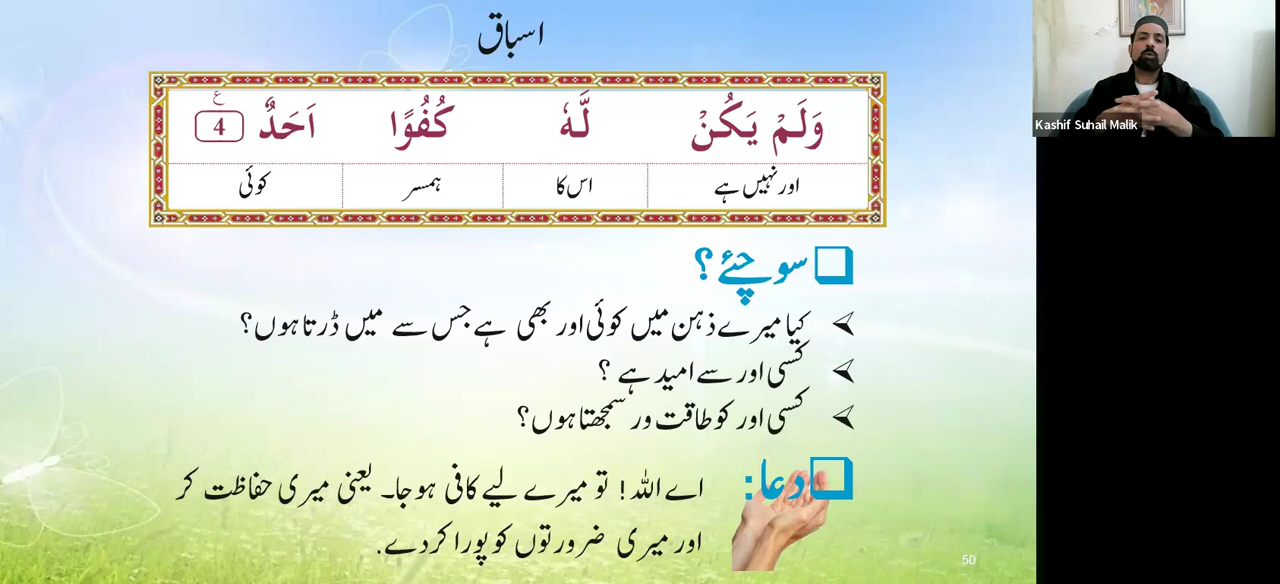 اسباق
وَلَمْ يَكُنْ لَّهٗ كُفُوًا اَحَدٌ 4 ع
اور نہیں ہے اس کا ہمسر کوئی
سوچئے؟
کیا میرے ذہن میں کوئی اور بھی ہے جس سے میں ڈرتا ہوں؟
کسی اور سے امید ہے؟
کسی اور کو طاقت ور سمجھتا ہوں؟
دعا: اے اللہ! تو میرے لیے کافی ہو جا۔ یعنی میری حفاظت کر
اور میری ضرورتوں کو پورا کر دے.
50
Kashif Suhail Malik